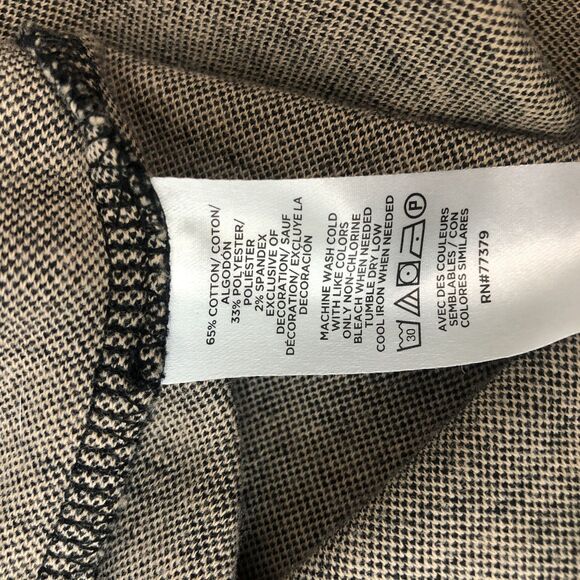 65% COTTON/ COTON/
ALGODÓN
33% POLYESTER/
POLIESTER
2% SPANDEX
EXCLUSIVE OF
DECORATION/ SAUF
DÉCORATION/ EXCLUYE LA
DECORACIÓN
MACHINE WASH COLD
WITH LIKE COLORS
ONLY NON-CHLORINE
BLEACH WHEN NEEDED
TUMBLE DRY LOW
COOL IRON WHEN NEEDED
30 P
AVEC DES COULEURS
SEMBLABLES / CON
COLORES SIMILARES
RN#77379